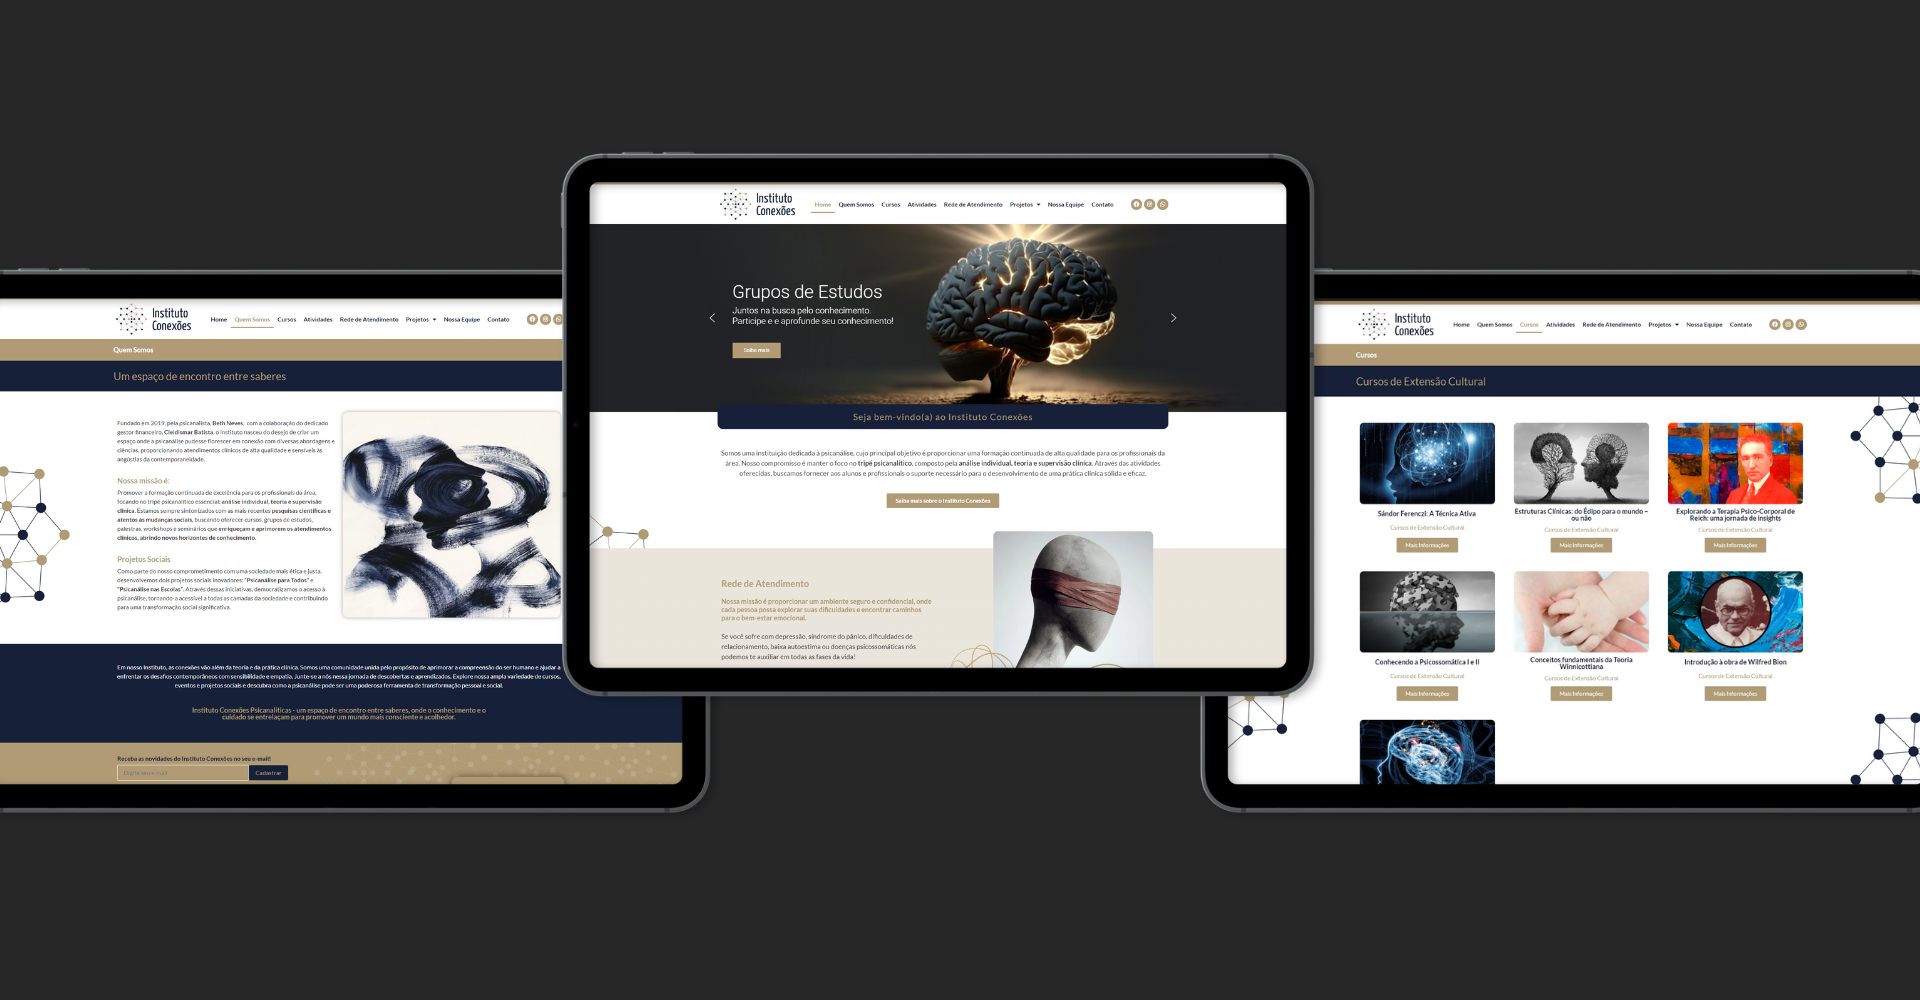 Instituto
Conexões
Home Quem Somos Cursos Atividades Rede de Atendimento Projetos Nossa Equipe Contato
Quem Somos
Um espaço de encontro entre saberes
Fundado em 2019, pela psicanalista, Beth Neves, com a colaboração do dedicado
gestor financeiro, Cleidismar Batista, o Instituto nasceu do desejo de criar um
espaço onde a psicanálise pudesse florescer em conexão com diversas abordagens e
ciências, proporcionando atendimentos clínicos de alta qualidade e sensíveis às
angústias da contemporaneidade.
Nossa missão é:
Promover a formação continuada de excelência para os profissionais da área,
focando no tripé psicanalítico essencial: análise individual, teoria e supervisão
clínica. Estamos sempre sintonizados com as mais recentes pesquisas científicas e
atentos às mudanças sociais, buscando oferecer cursos, grupos de estudos,
palestras, workshops e seminários que enriqueçam e aprimorem os atendimentos
clínicos, abrindo novos horizontes de conhecimento.
Projetos Sociais
Como parte do nosso comprometimento com uma sociedade mais ética e justa,
desenvolvemos dois projetos sociais inovadores: "Psicanálise para Todos" e
"Psicanálise nas Escolas". Através dessas iniciativas, democratizamos o acesso à
psicanálise, tornando-a acessível a todas as camadas da sociedade e contribuindo
para uma transformação social significativa.
Em nosso Instituto, as conexões vão além da teoria e da prática clínica. Somos uma comunidade unida pelo propósito de aprimorar a compreensão do ser humano e ajudar a
enfrentar os desafios contemporâneos com sensibilidade e empatia. Junte-se a nós nessa jornada de descobertas e aprendizados. Explore nossa ampla variedade de cursos,
eventos e projetos sociais e descubra como a psicanálise pode ser uma poderosa ferramenta de transformação pessoal e social.
Instituto Conexões Psicanalíticas - um espaço de encontro entre saberes, onde o conhecimento e o
cuidado se entrelaçam para promover um mundo mais consciente e acolhedor.
Receba as novidades do Instituto Conexões no seu e-mail!
Digite seu e-mail
Cadastrar
Instituto
Conexões
Home Quem Somos Cursos Atividades Rede de Atendimento Projetos Nossa Equipe Contato
Grupos de Estudos
Juntos na busca pelo conhecimento.
Participe e e aprofunde seu conhecimento!
Saiba mais
Seja bem-vindo(a) ao Instituto Conexões
Somos uma instituição dedicada à psicanálise, cujo principal objetivo é proporcionar uma formação continuada de alta qualidade para os profissionais da
área. Nosso compromisso é manter o foco no tripé psicanalítico, composto pela análise individual, teoria e supervisão clínica. Através das atividades
oferecidas, buscamos fornecer aos alunos e profissionais o suporte necessário para o desenvolvimento de uma prática clínica sólida e eficaz.
Saiba mais sobre o Instituto Conexões
Rede de Atendimento
Nossa missão é proporcionar um ambiente seguro e confidencial, onde
cada pessoa possa explorar suas dificuldades e encontrar caminhos
para o bem-estar emocional.
Se você sofre com depressão, síndrome do pânico, dificuldades de
relacionamento, baixa autoestima ou doenças psicossomáticas nós
podemos te auxiliar em todas as fases da vida!
Instituto
Conexões
Home Quem Somos Cursos Atividades Rede de Atendimento Projetos Nossa Equipe Contato
Cursos
Cursos de Extensão Cultural
Sándor Ferenczi: A Técnica Ativa
Cursos de Extensão Cultural
Mais Informações
Estruturas Clínicas: do Édipo para o mundo –
ou não
Cursos de Extensão Cultural
Mais Informações
Explorando a Terapia Psico-Corporal de
Reich: uma jornada de insights
Cursos de Extensão Cultural
Mais Informações
Conhecendo a Psicossomática I e II
Cursos de Extensão Cultural
Mais Informações
Conceitos fundamentais da Teoria
Winnicottiana
Cursos de Extensão Cultural
Mais Informações
Introdução à obra de Wilfred Bion
Cursos de Extensão Cultural
Mais Informações